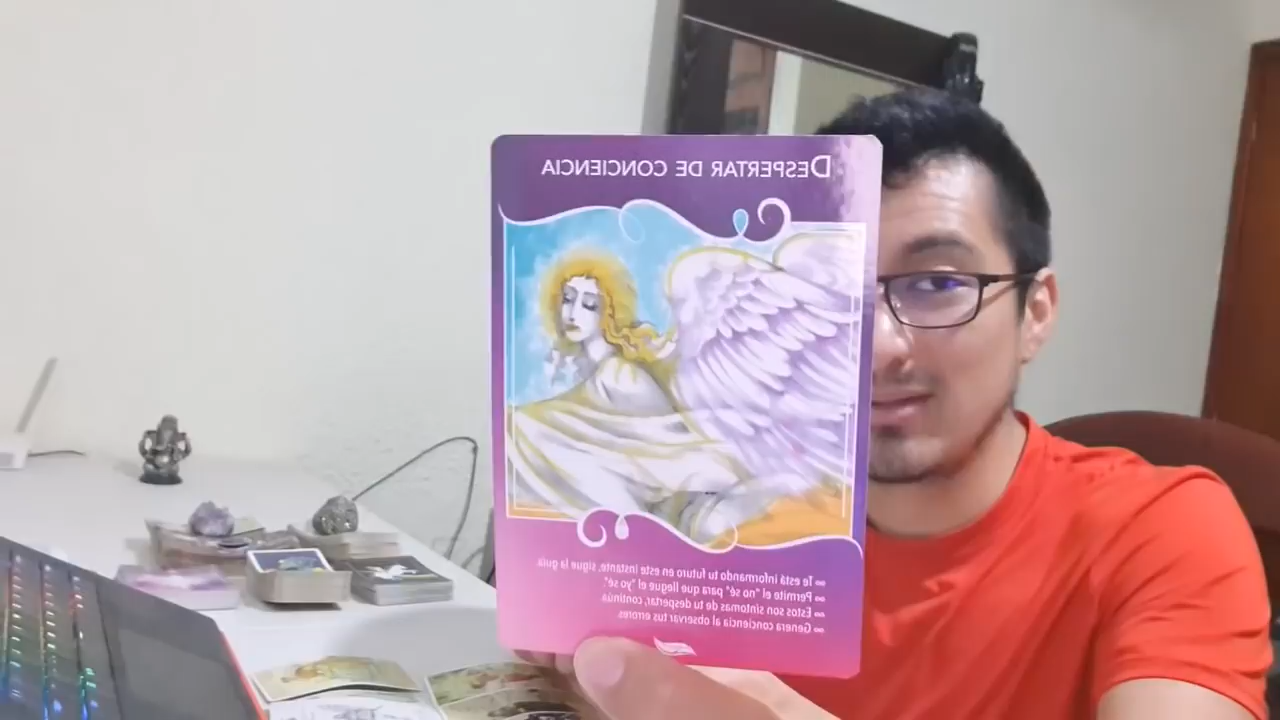 DESPERTAR DE CONCIENCIA
∞ Te está informando tu futuro en este instante, sigue la guía
∞ Permite el "no" sé" para que llegue el "yo sé".
∞ Estos son síntomas de tu despertar, continúa
∞ Genera conciencia al observar tus errores